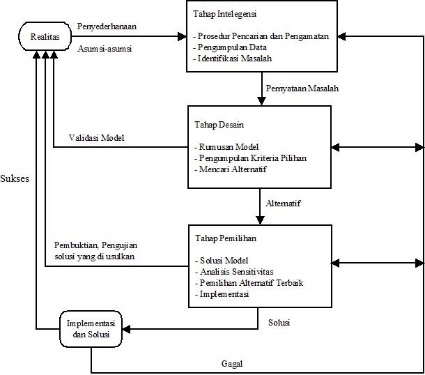 Realitas
Penyederhanaan
Asumsi-asumsi
Tahap Intelegensi
- Prosedur Pencarian dan Pengamatan
- Pengumpulan Data
- Identifikasi Masalah
Pernyataan Masalah
Tahap Desain
- Rumusan Model
- Pengumpulan Kriteria Pilihan
- Mencari Alternatif
Validasi Model
Sukses
Alternatif
Tahap Pemilihan
- Solusi Model
- Analisis Sensitivitas
- Pemilihan Alternatif Terbaik
- Implementasi
Pembuktian, Pengujian
solusi yang di usulkan
Solusi
Implementasi
dan Solusi
Gagal